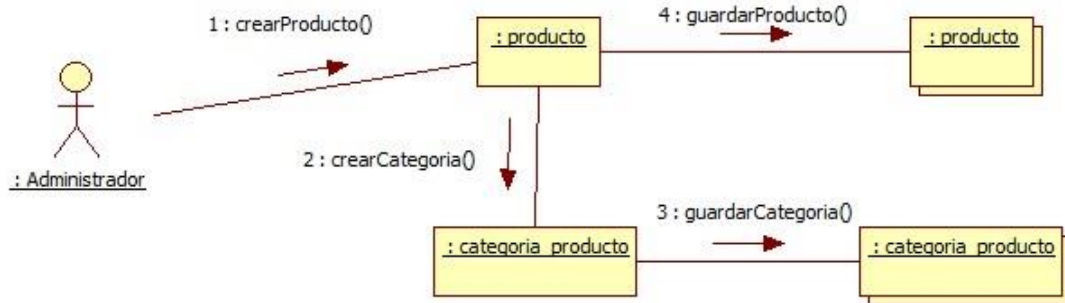 1 : crearProducto()
4 : guardarProducto()
: producto
: producto
2 : crearCategoria()
: Administrador
3 : guardarCategoria()
: categoria_producto
: categoria_producto